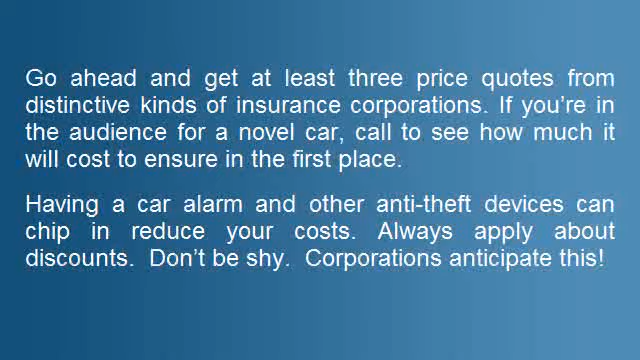 Go ahead and get at least three price quotes from
distinctive kinds of insurance corporations. If you're in
the audience for a novel car, call to see how much it
will cost to ensure in the first place.
Having a car alarm and other anti-theft devices can
chip in reduce your costs. Always apply about
discounts.  Don't be shy.  Corporations anticipate this!